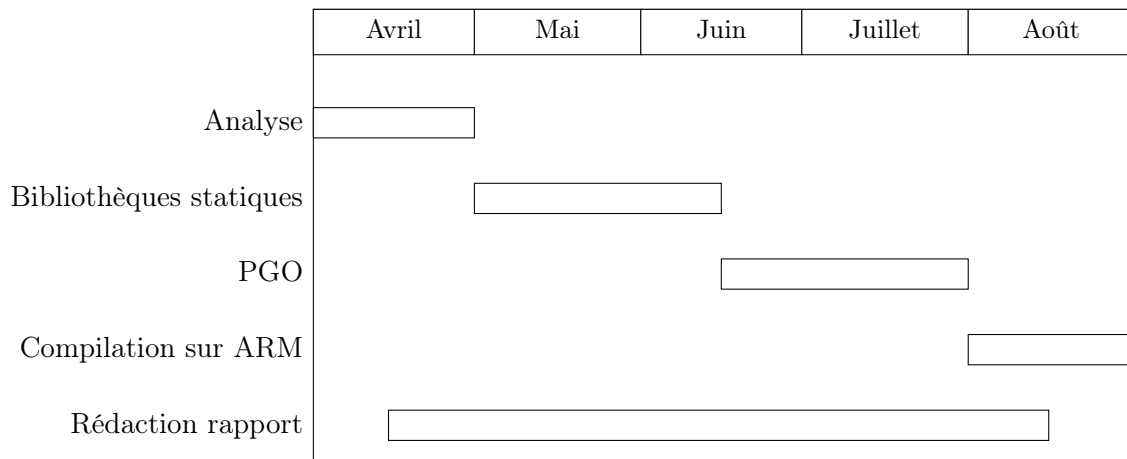 Avril Mai Juin Juillet Août
Analyse
Bibliothèques statiques
PGO
Compilation sur ARM
Rédaction rapport